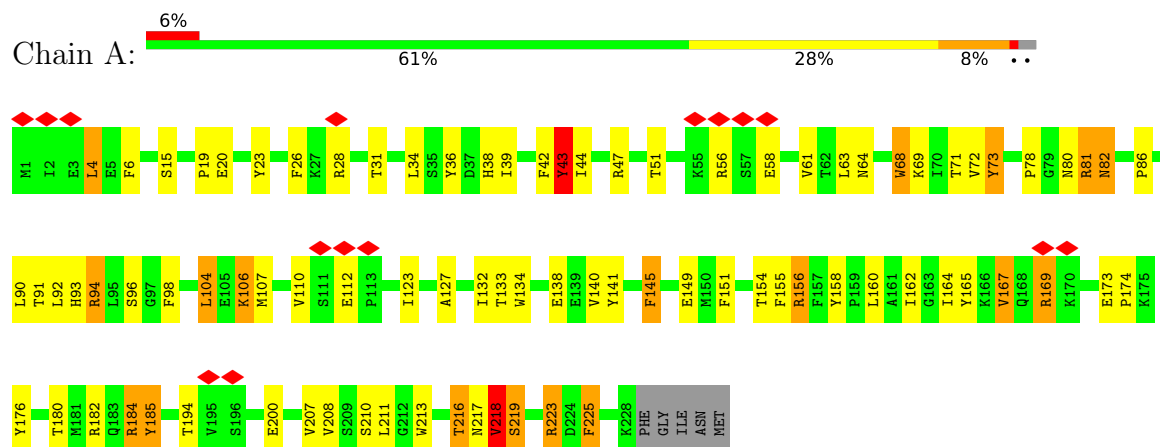 6%
Chain A:
61% 28% 8% ..
M1 I2 E3 L4 E5 F6 S15 P19 E20 Y23 F26 K27 R28 T31 L34 S35 Y36 D37 H38 I39 F42 Y43 I44 R47 T51 K55 R56 S57 E58 V61 T62 L63 N64 W68 K69 I70 T71 V72 Y73 P78 G79 N80 R81 N82 P86
L90 T91 L92 H93 R94 L95 S96 G97 F98 L104 E105 K106 M107 V110 S111 E112 P113 I123 A127 I132 T133 W134 E138 E139 V140 Y141 F145 E149 M150 F151 T154 F155 R156 F157 Y158 P159 L160 A161 I162 G163 I164 Y165 K166 V167 Q168 R169 K170 E173 P174 K175
Y176 T180 M181 R182 Q183 R184 Y185 T194 V195 S196 E200 V207 V208 S209 S210 L211 G212 W213 T216 N217 V218 S219 R223 D224 F225 K228 PHE GLY ILE ASN MET